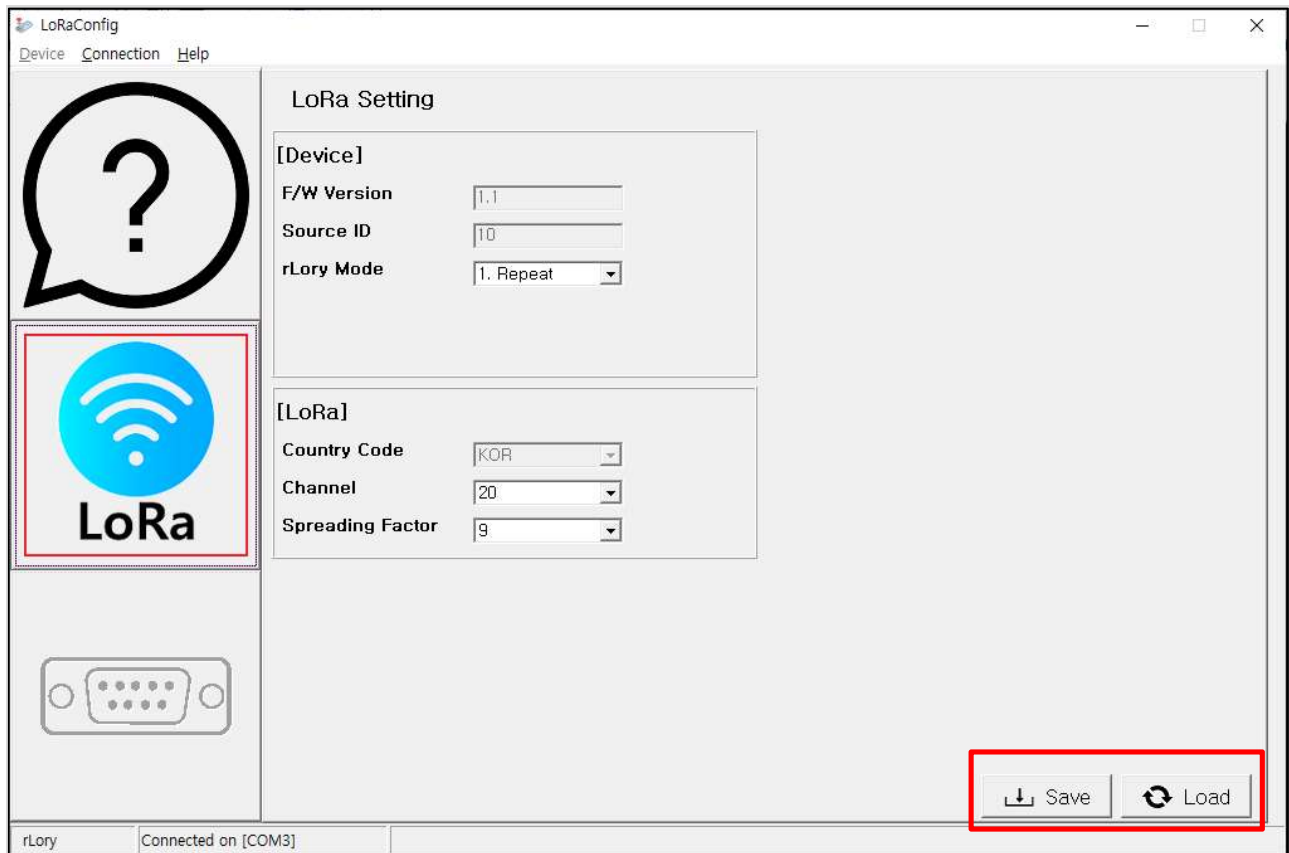 LoRaConfig
Device Connection Help
?
LoRa Setting
[Device]
F/W Version 1.1
Source ID 10
rLory Mode 1. Repeat
[LoRa]
Country Code KOR
Channel 20
Spreading Factor 9
LoRa
Save Load
rLory Connected on [COM3]